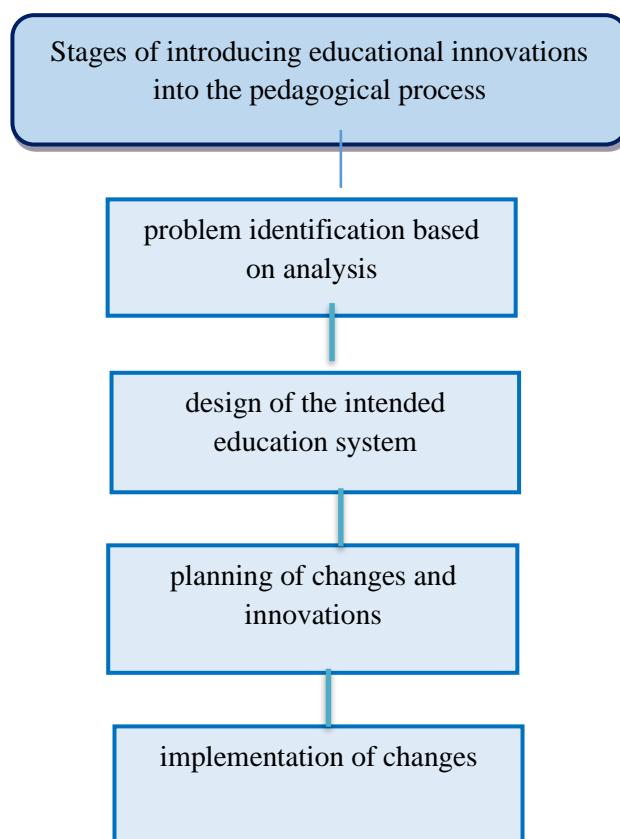 Stages of introducing educational innovations
into the pedagogical process
problem identification based
on analysis
design of the intended
education system
planning of changes and
innovations
implementation of changes